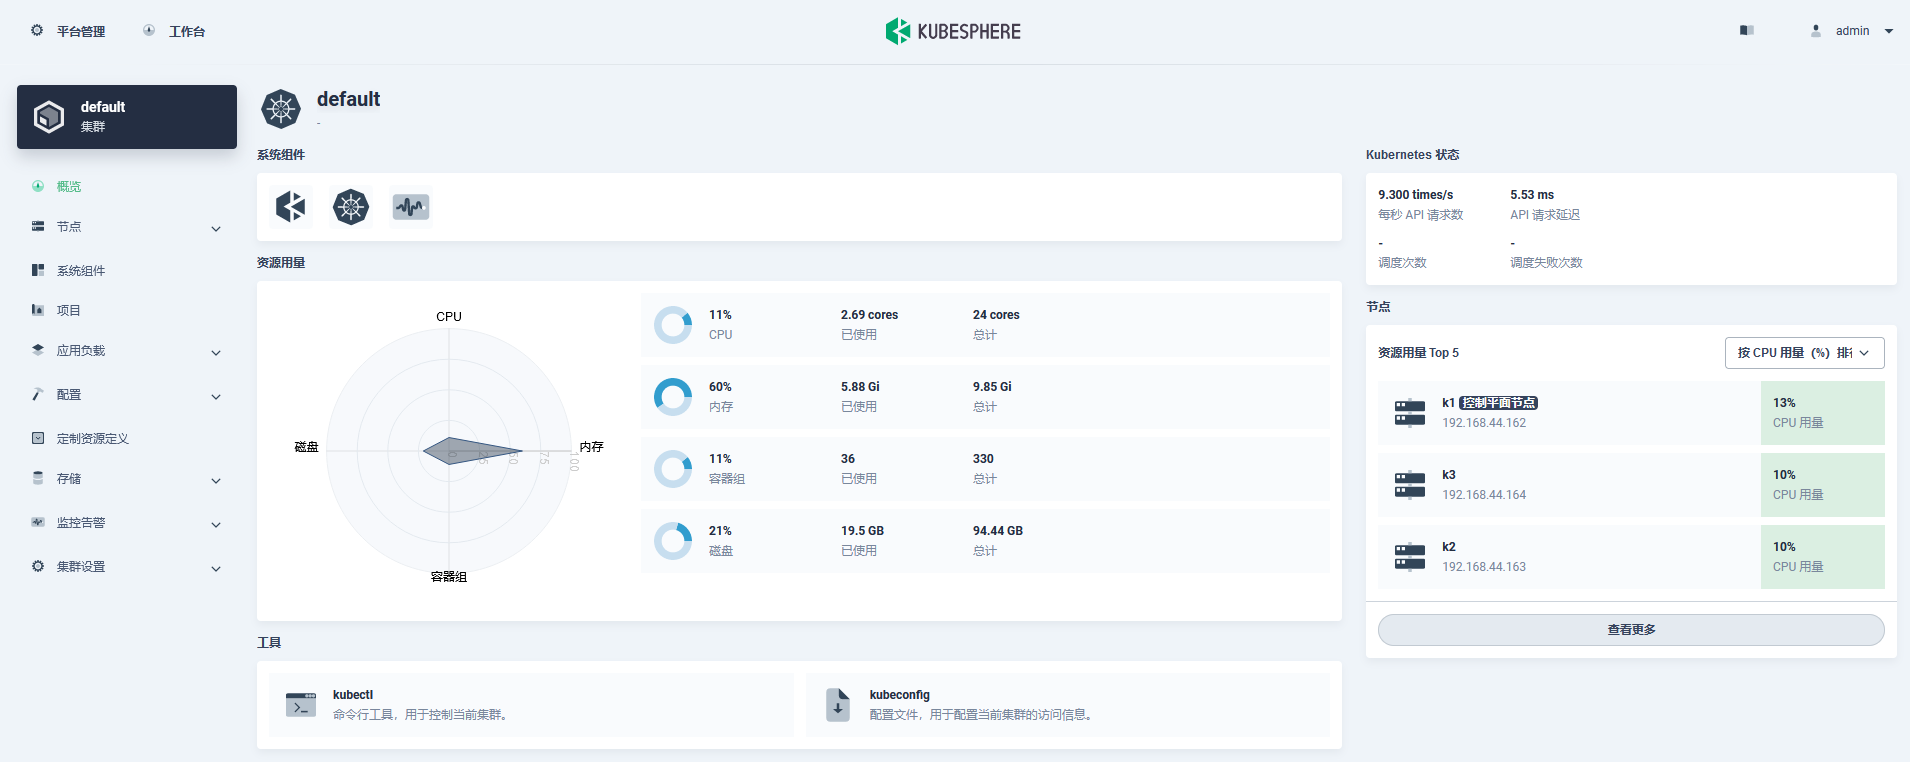 平台管理
工作台
KUBESPHERE
admin
default
集群
概览
节点
系统组件
项目
应用负载
配置
定制资源定义
存储
监控告警
集群设置
default
-
系统组件
资源用量
CPU
内存
容器组
磁盘
0 25 50 75 100
11%
CPU
2.69 cores
已使用
24 cores
总计
60%
内存
5.88 Gi
已使用
9.85 Gi
总计
11%
容器组
36
已使用
330
总计
21%
磁盘
19.5 GB
已使用
94.44 GB
总计
工具
kubectl
命令行工具，用于控制当前集群。
kubeconfig
配置文件，用于配置当前集群的访问信息。
Kubernetes 状态
9.300 times/s
每秒 API 请求数
5.53 ms
API 请求延迟
-
调度次数
-
调度失败次数
节点
资源用量 Top 5
按 CPU 用量（%）排
k1 控制平面节点
192.168.44.162
13%
CPU 用量
k3
192.168.44.164
10%
CPU 用量
k2
192.168.44.163
10%
CPU 用量
查看更多